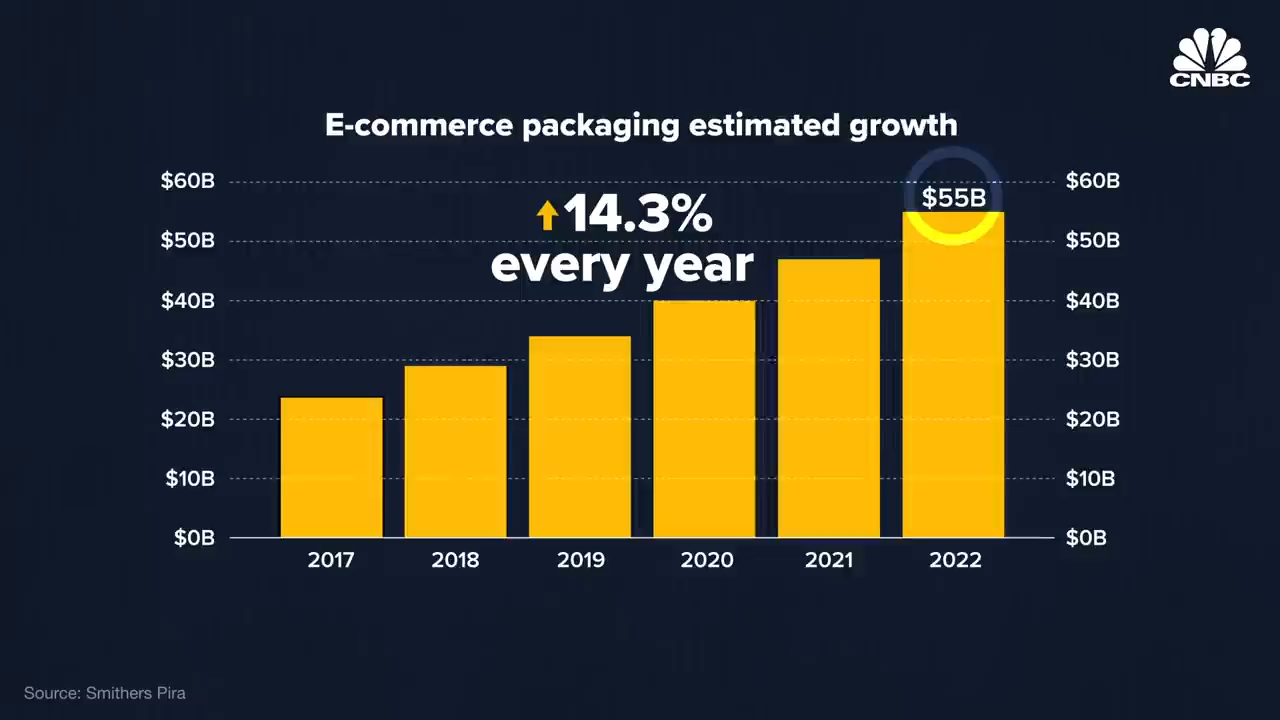 CNBC
E-commerce packaging estimated growth
$60B
$60B
$55B
14.3%
every year
$50B
$50B
$40B
$40B
$30B
$30B
$20B
$20B
$10B
$10B
$0B
$0B
2017 2018 2019 2020 2021 2022
Source: Smithers Pira